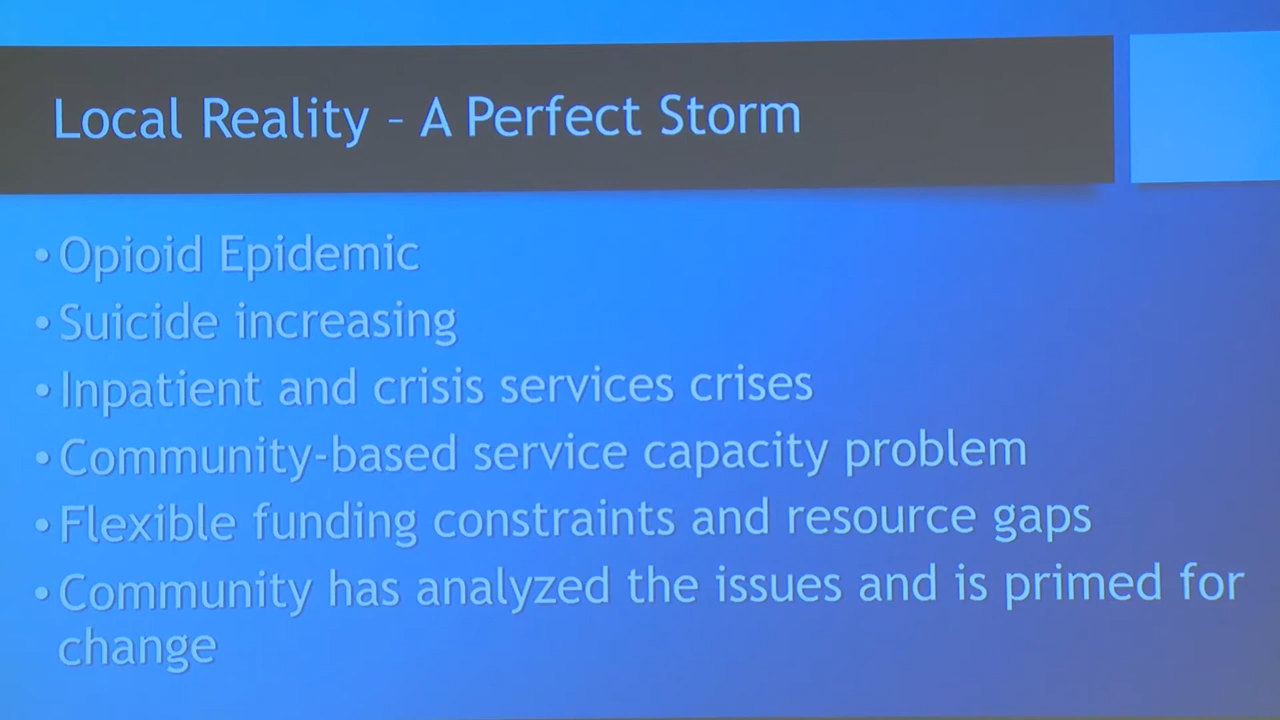 Local Reality – A Perfect Storm
• Opioid Epidemic
• Suicide increasing
• Inpatient and crisis services crises
• Community-based service capacity problem
• Flexible funding constraints and resource gaps
• Community has analyzed the issues and is primed for
change